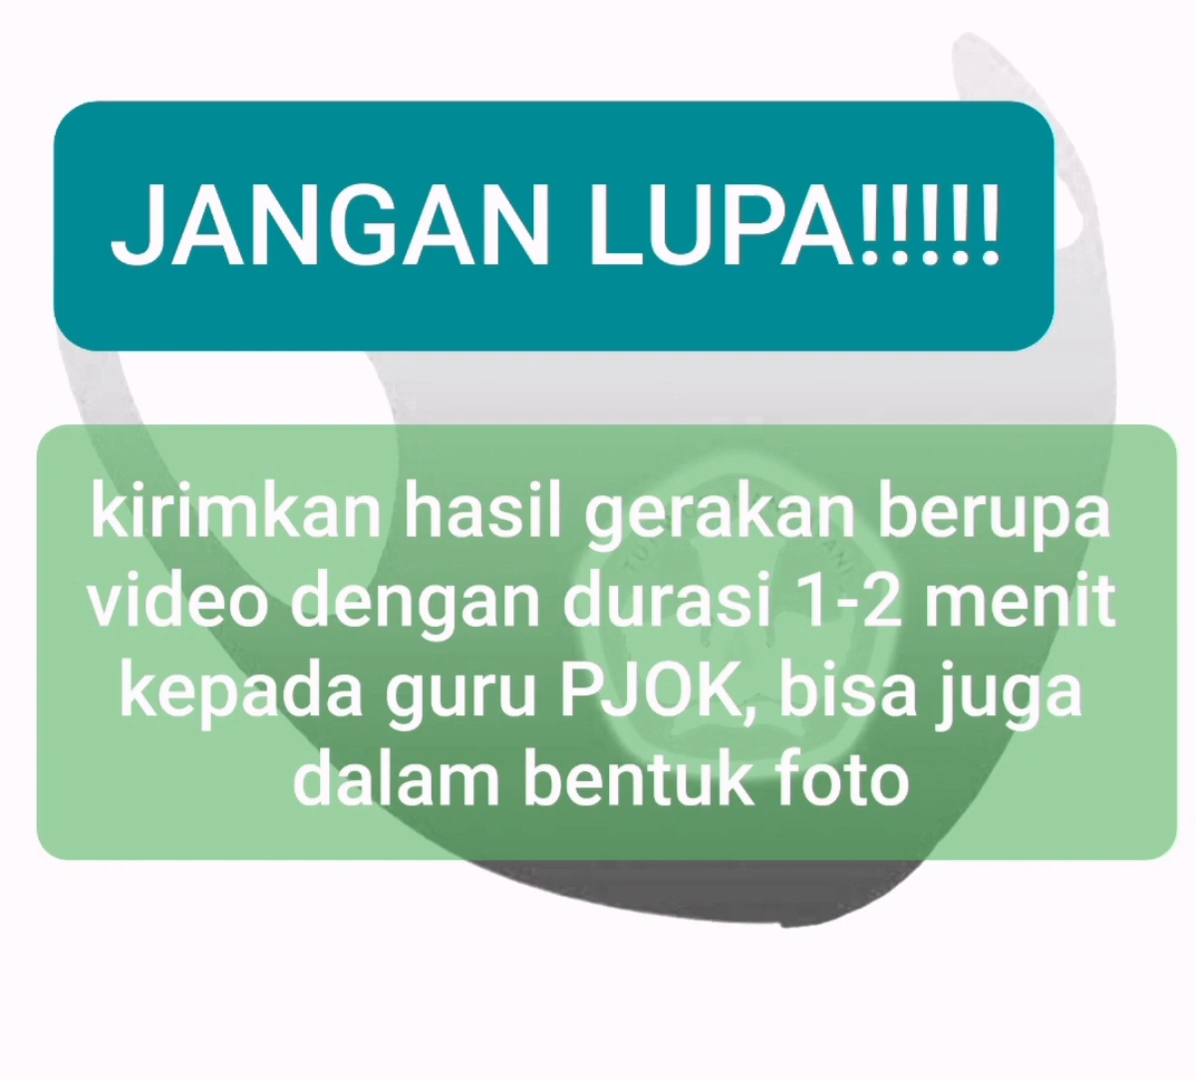 JANGAN LUPA!!!!!
kirimkan hasil gerakan berupa
video dengan durasi 1-2 menit
kepada guru PJOK, bisa juga
dalam bentuk foto